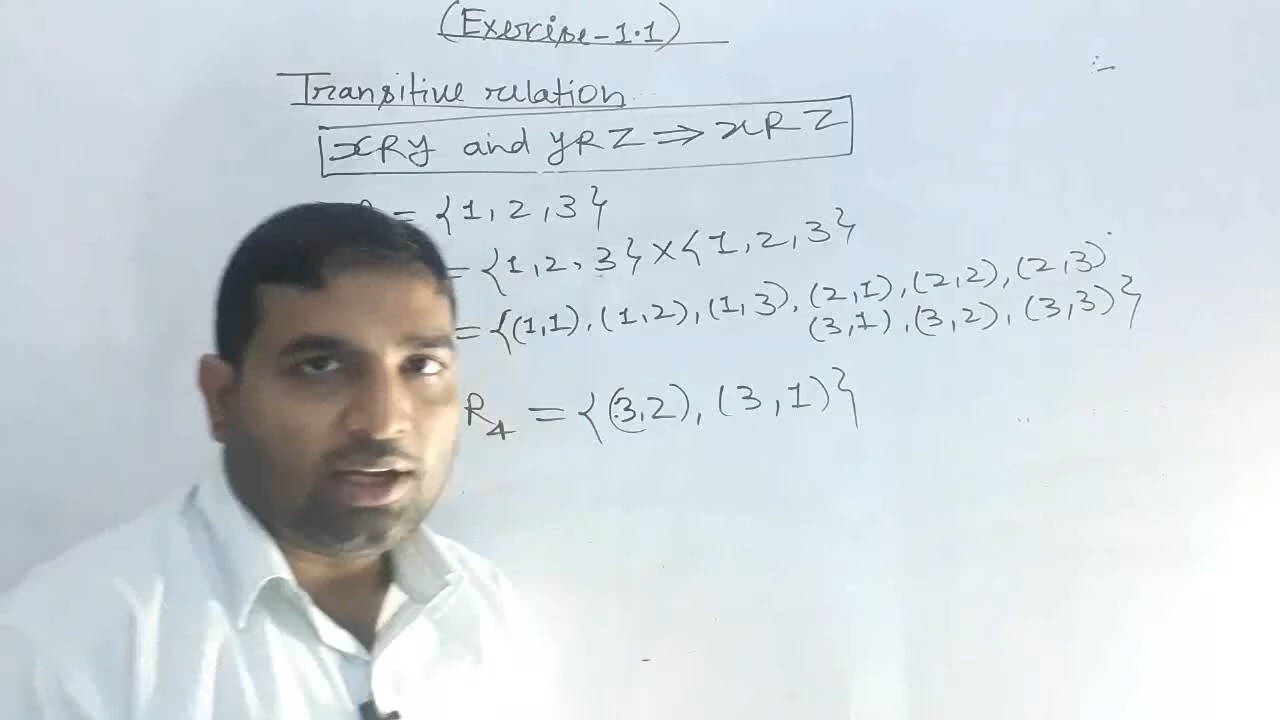 (Exercise-1.1)
Transitive relation
xRy and yRZ ⇒ xRZ
= {1, 2, 3}
= {1, 2, 3} × {1, 2, 3}
= {(1,1), (1,2), (1,3), (2,1), (2,2), (2,3)
(3,1), (3,2), (3,3)}
R4 = {(3,2), (3,1)}